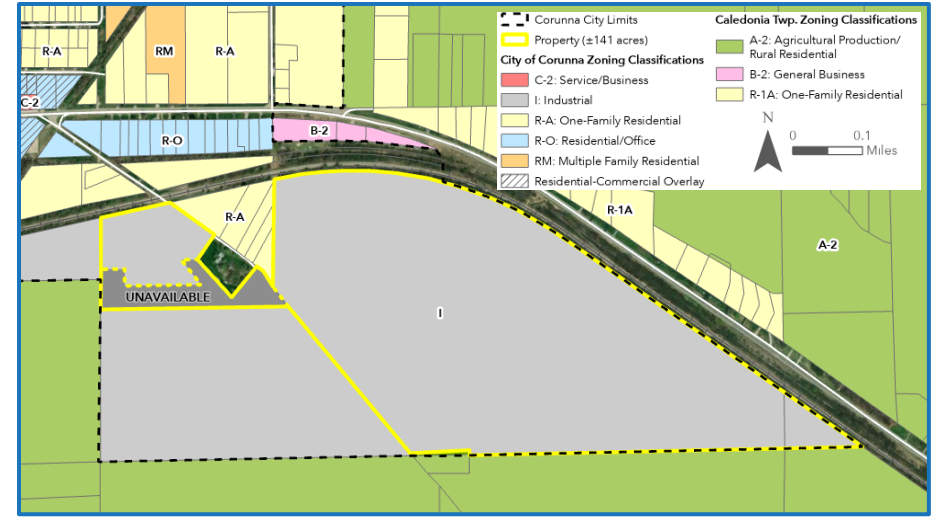 Corunna City Limits
Property (±141 acres)
City of Corunna Zoning Classifications
C-2: Service/Business
I: Industrial
R-A: One-Family Residential
R-O: Residential/Office
RM: Multiple Family Residential
Residential-Commercial Overlay
Caledonia Twp. Zoning Classifications
A-2: Agricultural Production/
Rural Residential
B-2: General Business
R-1A: One-Family Residential
N
0 0.1
Miles
R-A
RM
R-A
C-2
R-O
B-2
R-A
R-1A
A-2
UNAVAILABLE
I